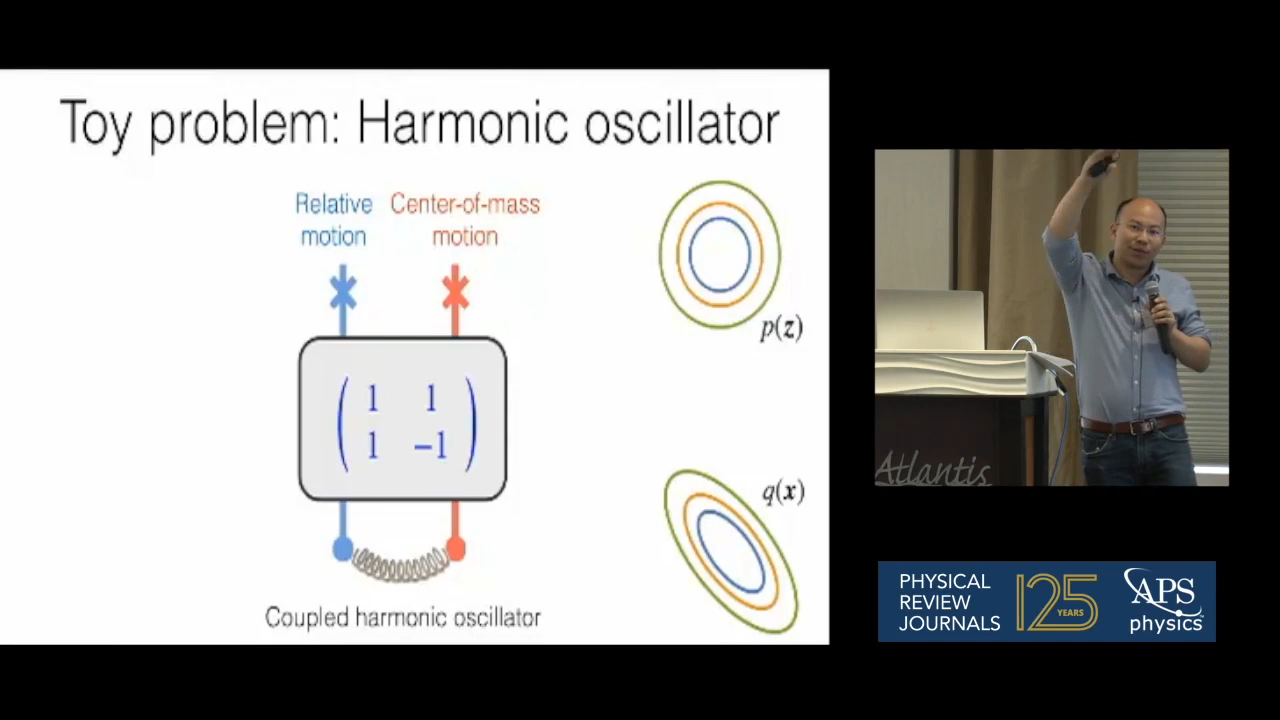 Toy problem: Harmonic oscillator
Relative
motion
Center-of-mass
motion
p(z)
1 1
1 −1
q(x)
Coupled harmonic oscillator
Atlantis
PHYSICAL
REVIEW
JOURNALS
125
YEARS
APS
physics